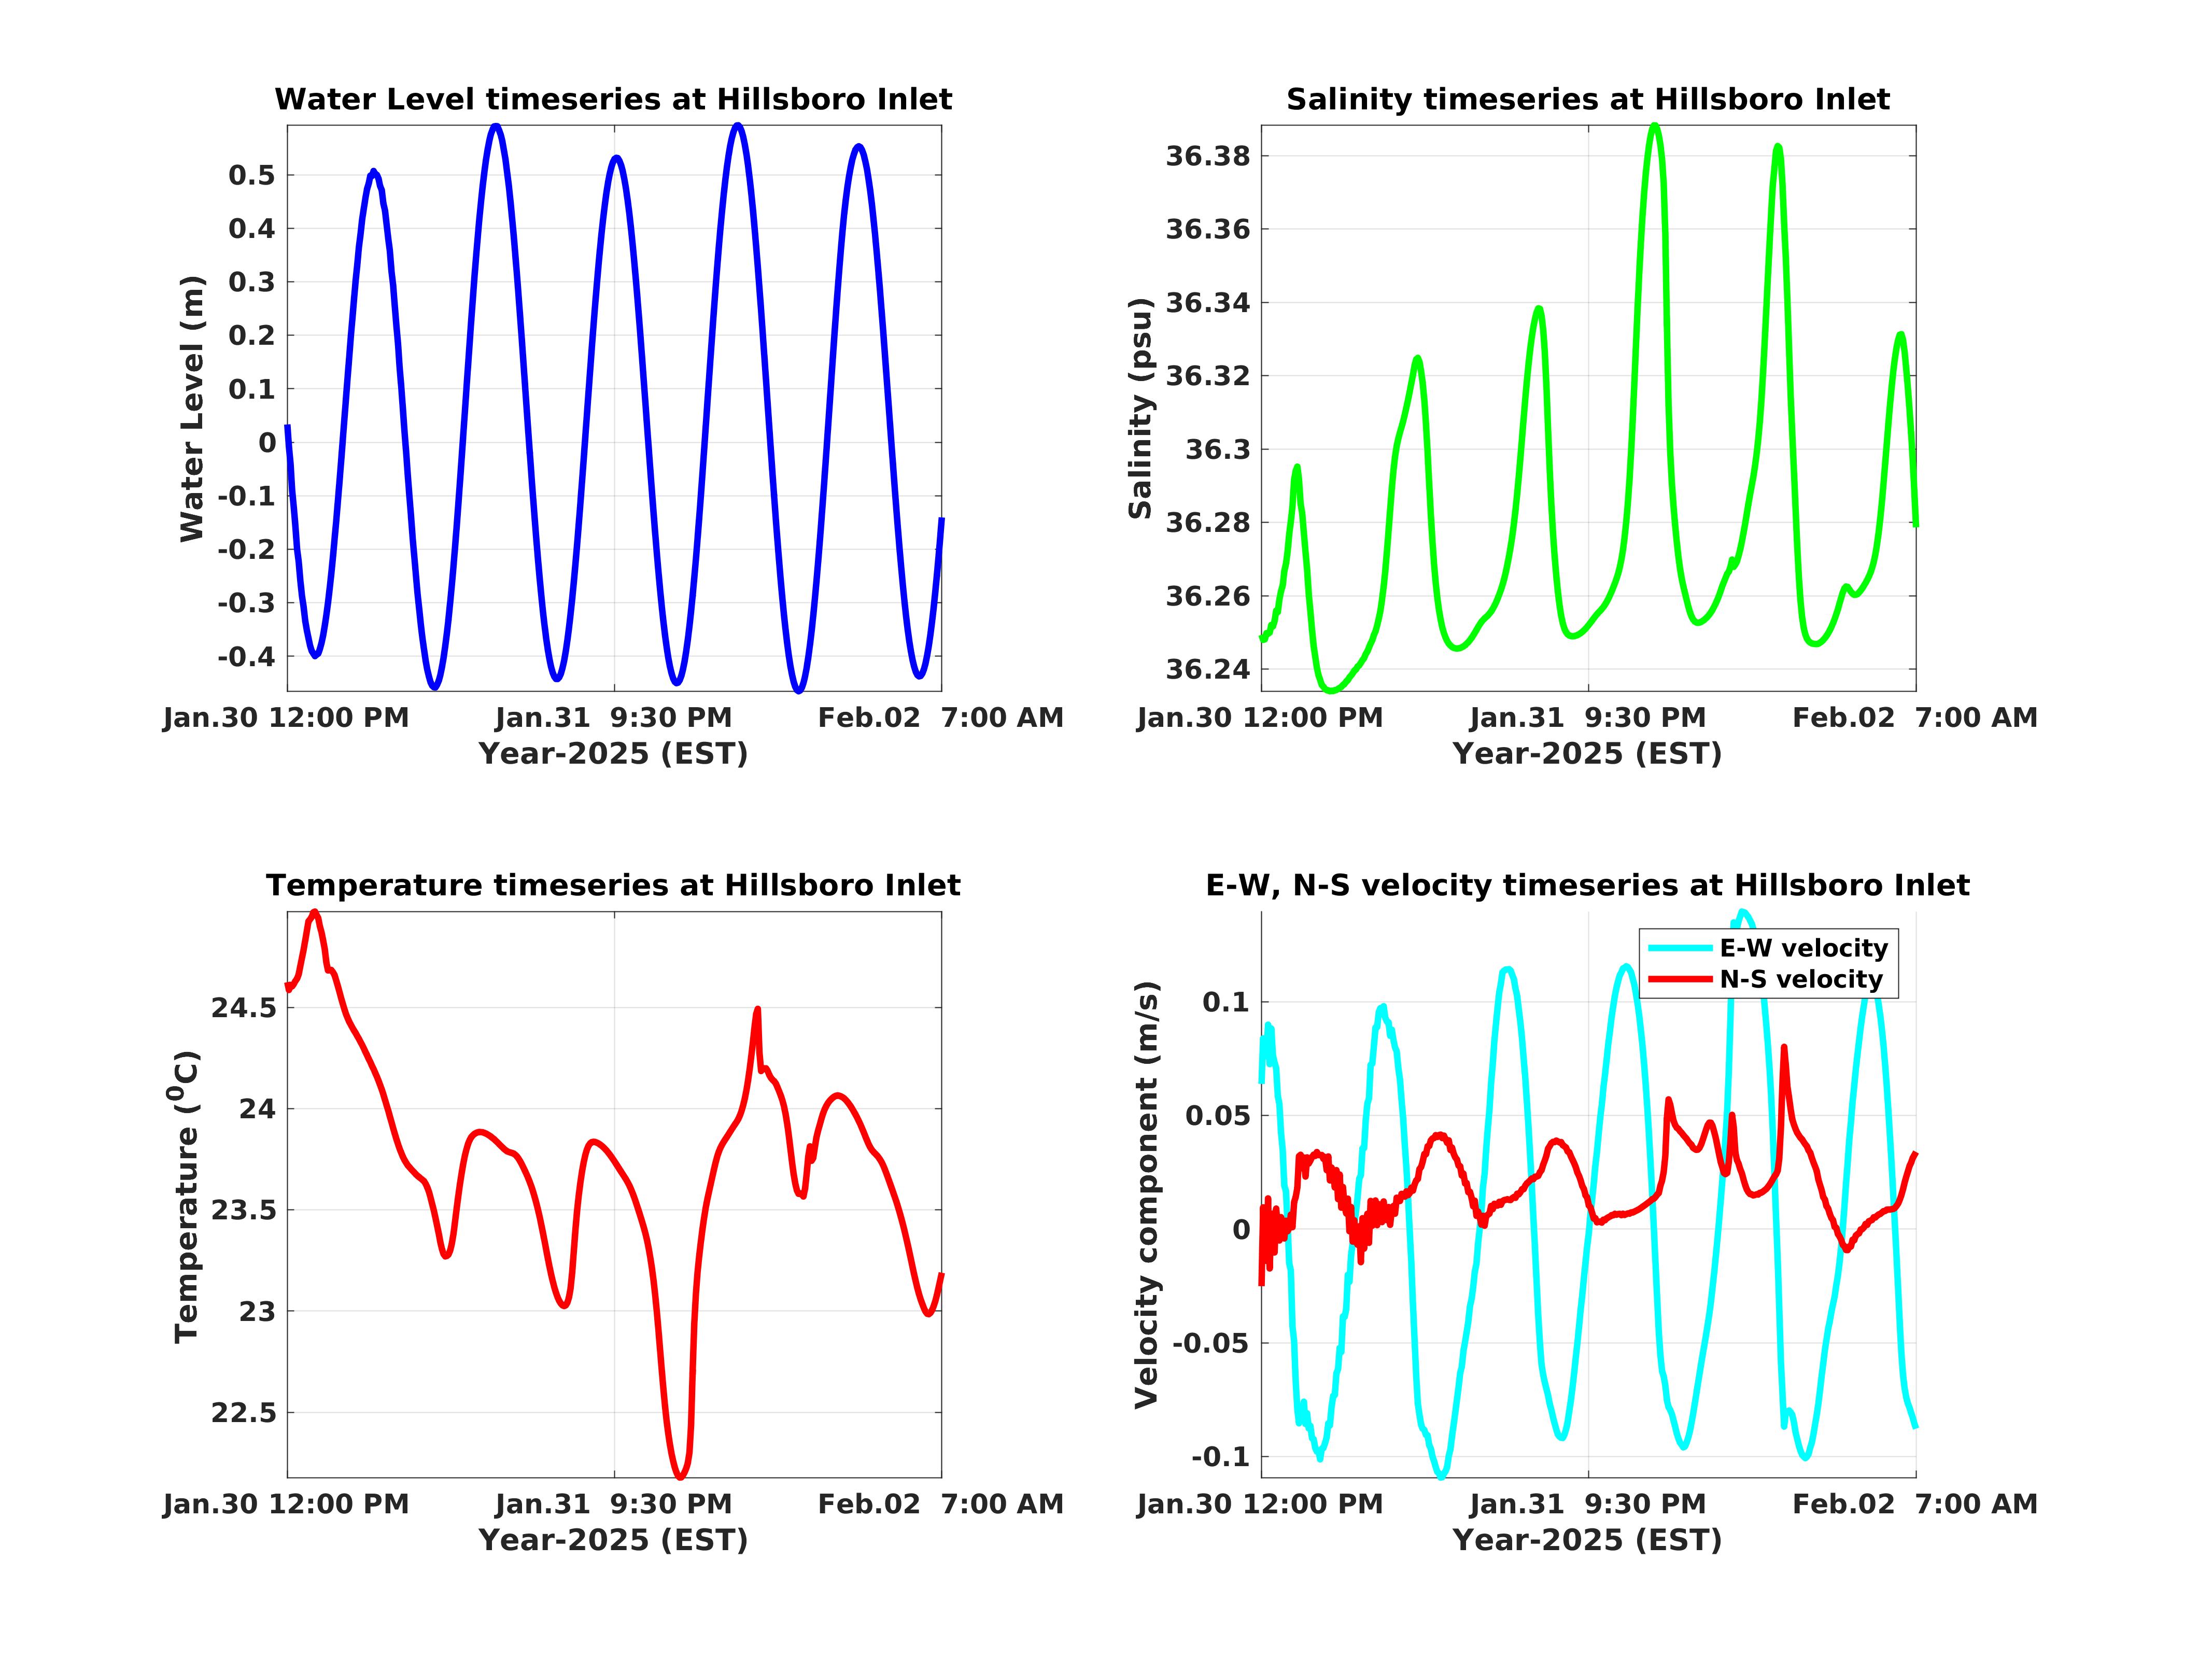 Water Level timeseries at Hillsboro Inlet
Water Level (m)
0.5
0.4
0.3
0.2
0.1
0
-0.1
-0.2
-0.3
-0.4
Jan.30 12:00 PM
Jan.31 9:30 PM
Feb.02 7:00 AM
Year-2025 (EST)
Salinity timeseries at Hillsboro Inlet
Salinity (psu)
36.38
36.36
36.34
36.32
36.3
36.28
36.26
36.24
Jan.30 12:00 PM
Jan.31 9:30 PM
Feb.02 7:00 AM
Year-2025 (EST)
Temperature timeseries at Hillsboro Inlet
Temperature (⁰C)
24.5
24
23.5
23
22.5
Jan.30 12:00 PM
Jan.31 9:30 PM
Feb.02 7:00 AM
Year-2025 (EST)
E-W, N-S velocity timeseries at Hillsboro Inlet
Velocity component (m/s)
0.1
0.05
0
-0.05
-0.1
E-W velocity
N-S velocity
Jan.30 12:00 PM
Jan.31 9:30 PM
Feb.02 7:00 AM
Year-2025 (EST)